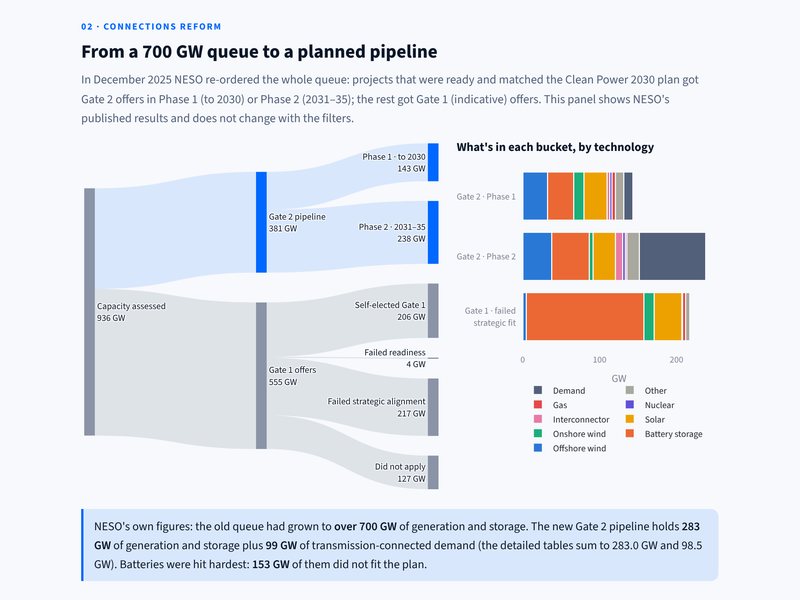 02 · CONNECTIONS REFORM
From a 700 GW queue to a planned pipeline
In December 2025 NESO re-ordered the whole queue: projects that were ready and matched the Clean Power 2030 plan got
Gate 2 offers in Phase 1 (to 2030) or Phase 2 (2031–35); the rest got Gate 1 (indicative) offers. This panel shows NESO's
published results and does not change with the filters.
Capacity assessed
936 GW
Gate 2 pipeline
381 GW
Gate 1 offers
555 GW
Phase 1 · to 2030
143 GW
Phase 2 · 2031–35
238 GW
Self-elected Gate 1
206 GW
Failed readiness
4 GW
Failed strategic alignment
217 GW
Did not apply
127 GW
What's in each bucket, by technology
Gate 2 · Phase 1
Gate 2 · Phase 2
Gate 1 · failed
strategic fit
0 100 200
GW
Demand
Gas
Interconnector
Onshore wind
Offshore wind
Other
Nuclear
Solar
Battery storage
NESO's own figures: the old queue had grown to over 700 GW of generation and storage. The new Gate 2 pipeline holds 283
GW of generation and storage plus 99 GW of transmission-connected demand (the detailed tables sum to 283.0 GW and 98.5
GW). Batteries were hit hardest: 153 GW of them did not fit the plan.